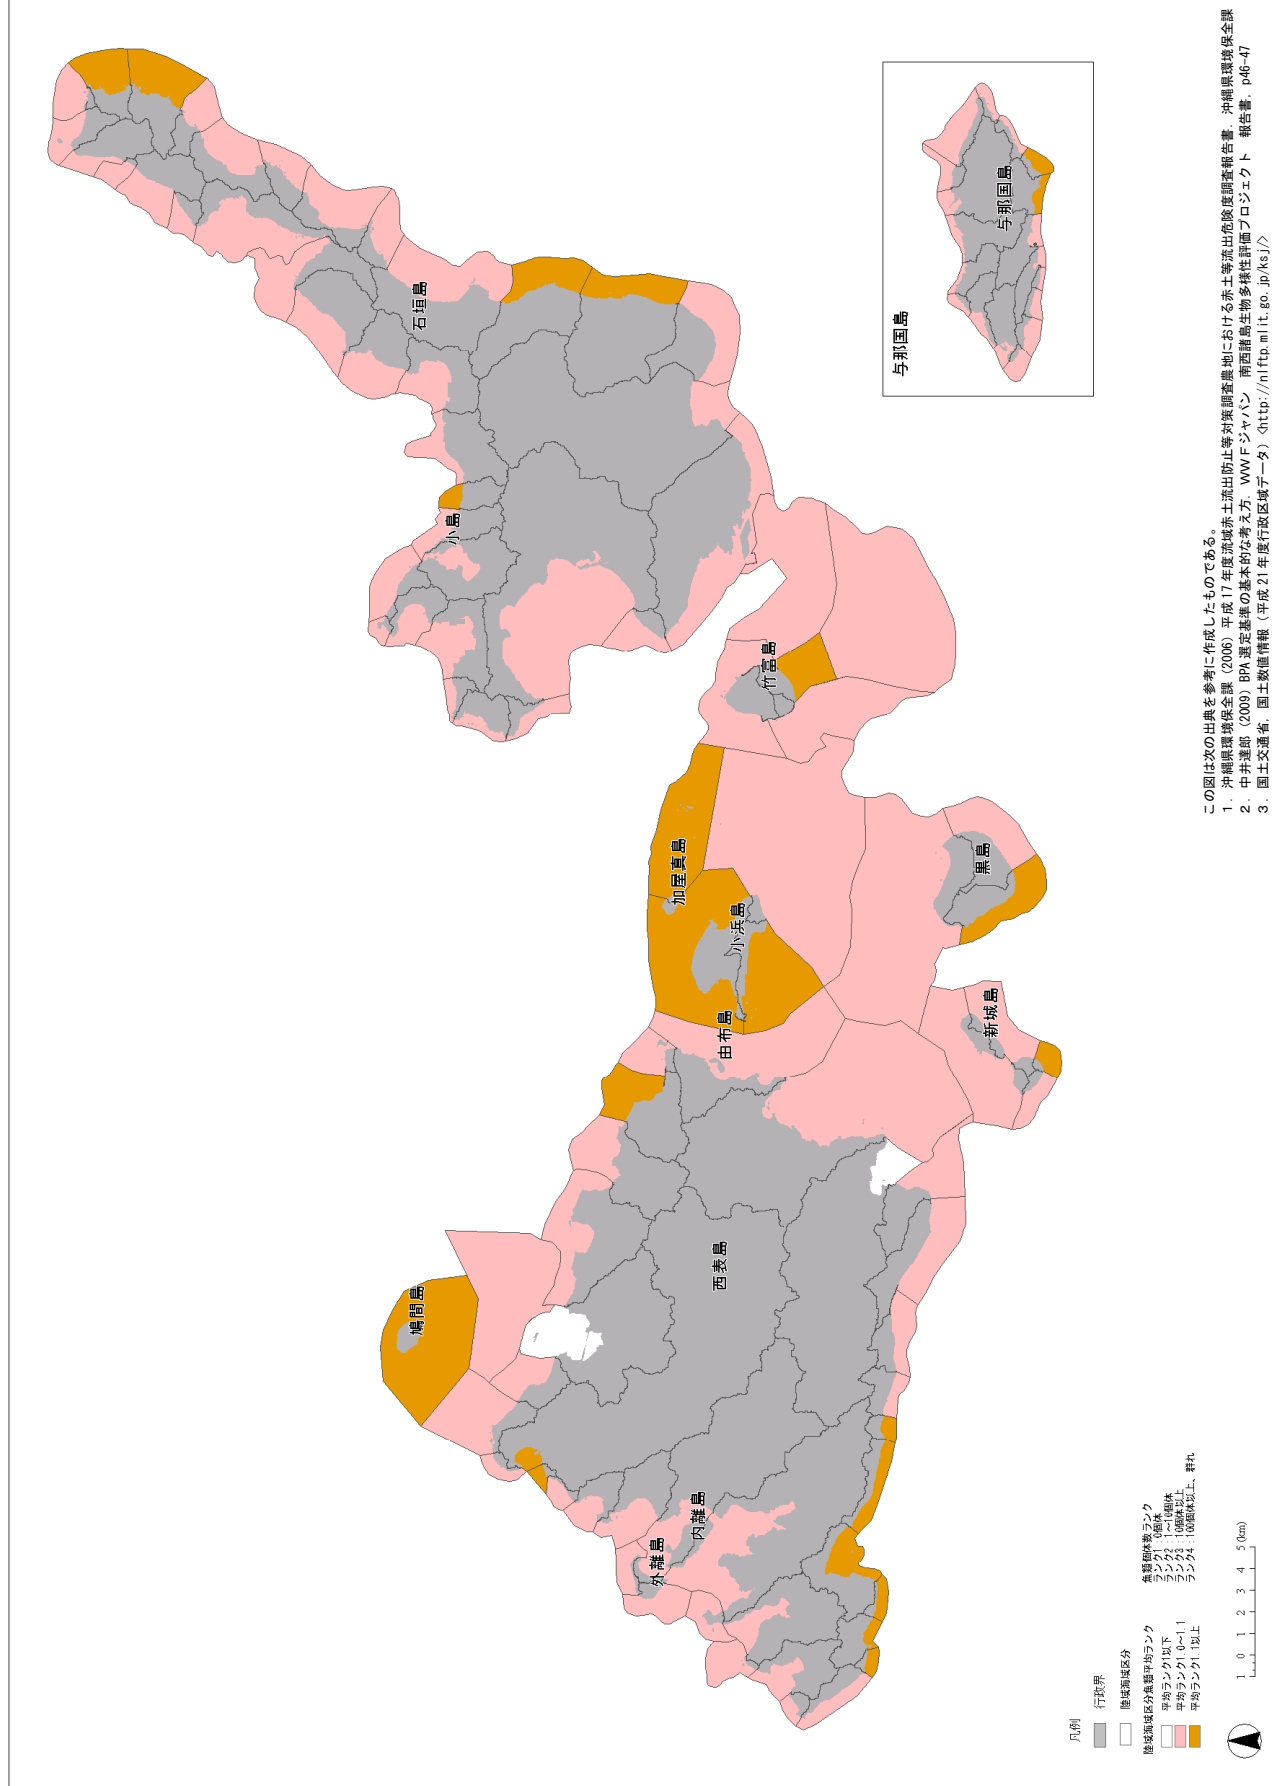 石垣島
小島
竹富島
加屋真島
小浜島
由布島
黒島
新城島
西表島
鳩間島
内離島
外離島
与那国島
与那国島
凡例
行政界
陸域海域区分
陸域海域区分魚類平均ランク
平均ランク1以下
平均ランク1.0～1.1
平均ランク1.1以上
魚類個体数ランク
ランク1：0個体
ランク2：1～10個体
ランク3：10個体以上
ランク4：100個体以上、群れ
1 0 1 2 3 4 5 (km)
この図は次の出典を参考に作成したものである。
1．沖縄県環境保全課（2006）平成17年度流域赤土流出防止等対策調査農地における赤土等流出危険度調査報告書．沖縄県環境保全課
2．中井達郎（2009）BPA選定基準の基本的な考え方．WWFジャパン　南西諸島生物多様性評価プロジェクト　報告書，p46-47
3．国土交通省，国土数値情報（平成21年度行政区域データ）<http://nlftp.mlit.go.jp/ksj/>